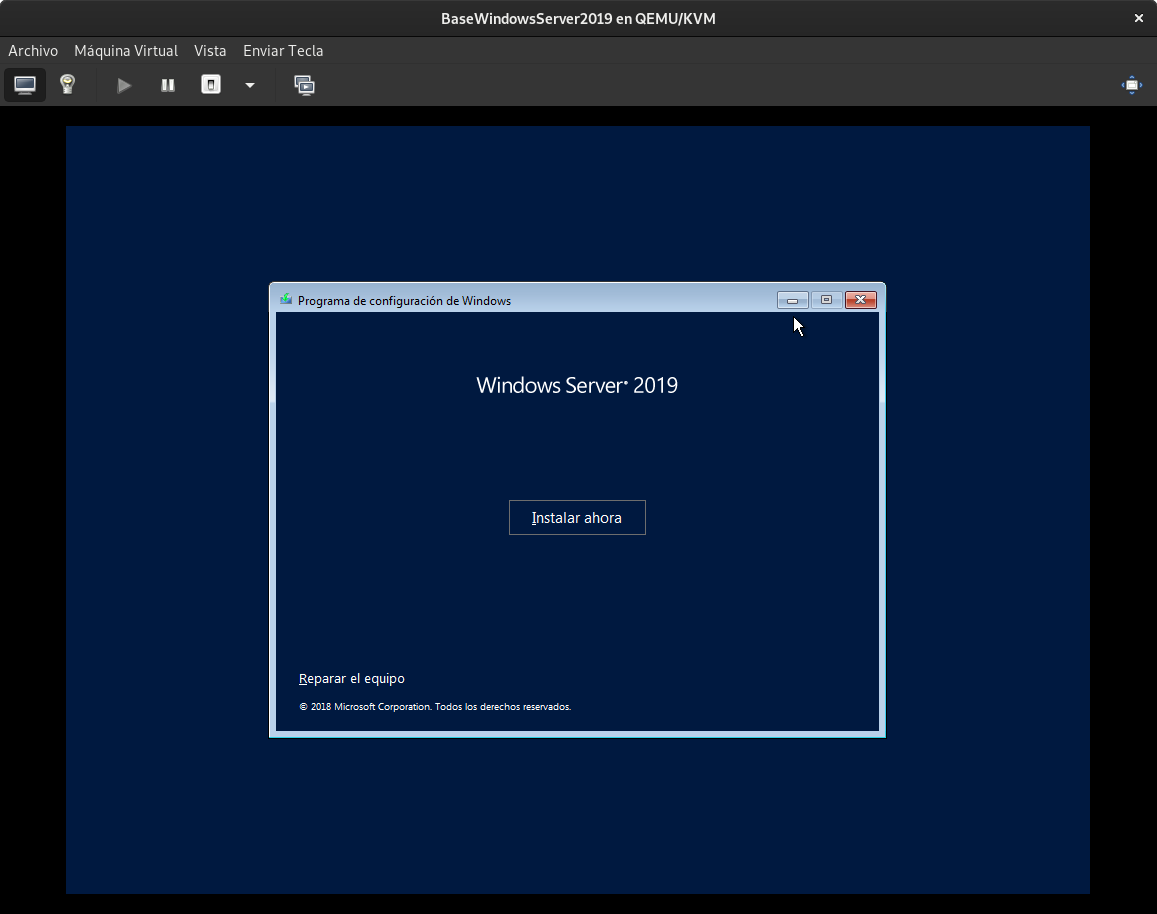 BaseWindowsServer2019 en QEMU/KVM
Archivo Máquina Virtual Vista Enviar Tecla
Programa de configuración de Windows
Windows Server® 2019
Instalar ahora
Reparar el equipo
© 2018 Microsoft Corporation. Todos los derechos reservados.